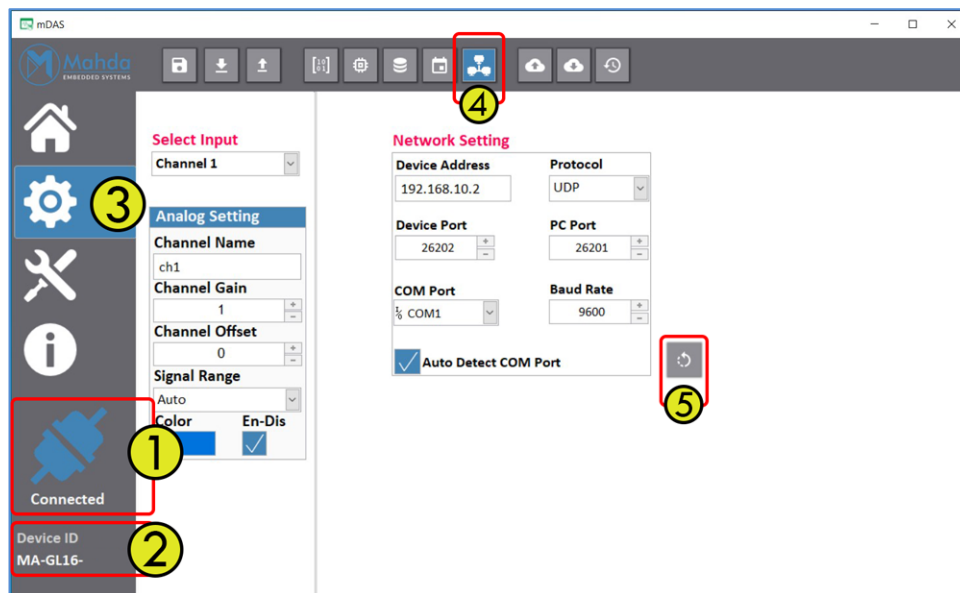 mDAS
Mahda
EMBEDDED SYSTEMS
4
Select Input
Channel 1
3
Analog Setting
Channel Name
ch1
Channel Gain
1
Channel Offset
0
Signal Range
Auto
Color En-Dis
Network Setting
Device Address Protocol
192.168.10.2 UDP
Device Port PC Port
26202 26201
COM Port Baud Rate
COM1 9600
Auto Detect COM Port
5
1
Connected
Device ID
MA-GL16-
2